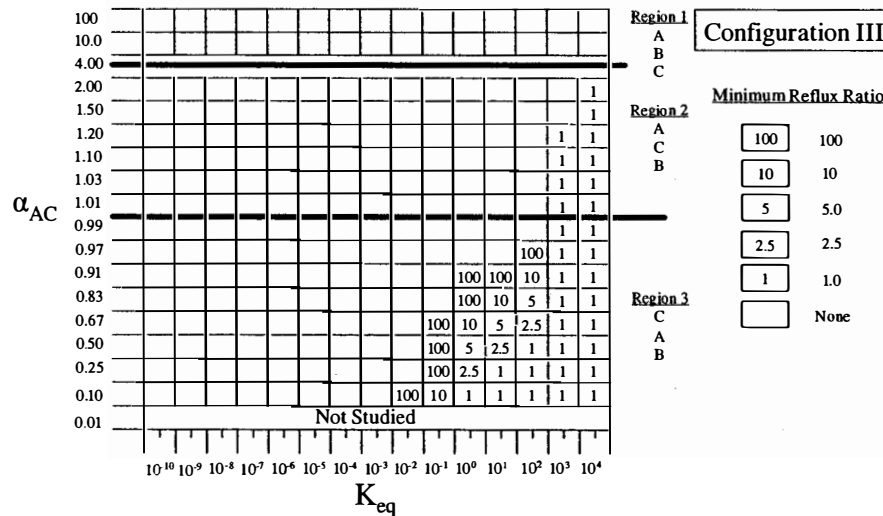 Configuration III
100
10.0
4.00
2.00 1
1.50 1
1.20 1 1
1.10 1 1
1.03 1 1
1.01 1 1
0.99 1 1
0.97 100 1 1
0.91 100 100 10 1 1
0.83 100 10 5 1 1
0.67 100 10 5 2.5 1 1
0.50 100 5 2.5 1 1 1
0.25 100 2.5 1 1 1 1
0.10 100 10 1 1 1 1 1
0.01 Not Studied
α_AC
10^-10 10^-9 10^-8 10^-7 10^-6 10^-5 10^-4 10^-3 10^-2 10^-1 10^0 10^1 10^2 10^3 10^4
K_eq
Region 1
A
B
C
Region 2
A
C
B
Region 3
C
A
B
Minimum Reflux Ratio
100 100
10 10
5 5.0
2.5 2.5
1 1.0
None